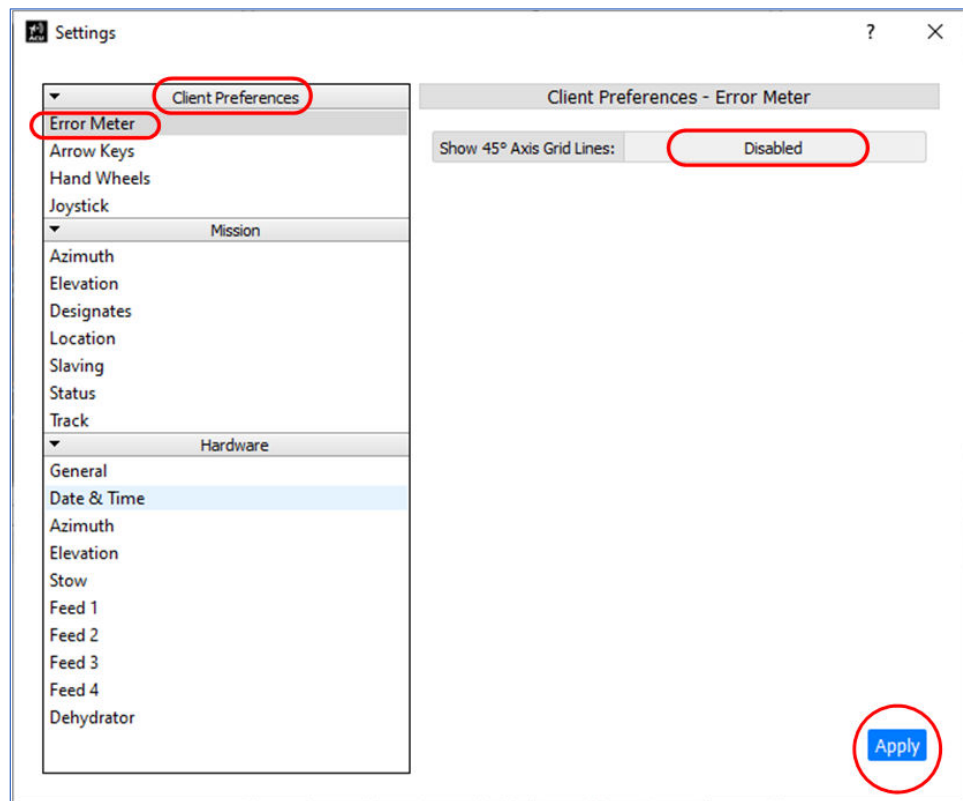 Settings
?
Client Preferences
Error Meter
Arrow Keys
Hand Wheels
Joystick
Mission
Azimuth
Elevation
Designates
Location
Slaving
Status
Track
Hardware
General
Date & Time
Azimuth
Elevation
Stow
Feed 1
Feed 2
Feed 3
Feed 4
Dehydrator
Client Preferences - Error Meter
Show 45° Axis Grid Lines: Disabled
Apply